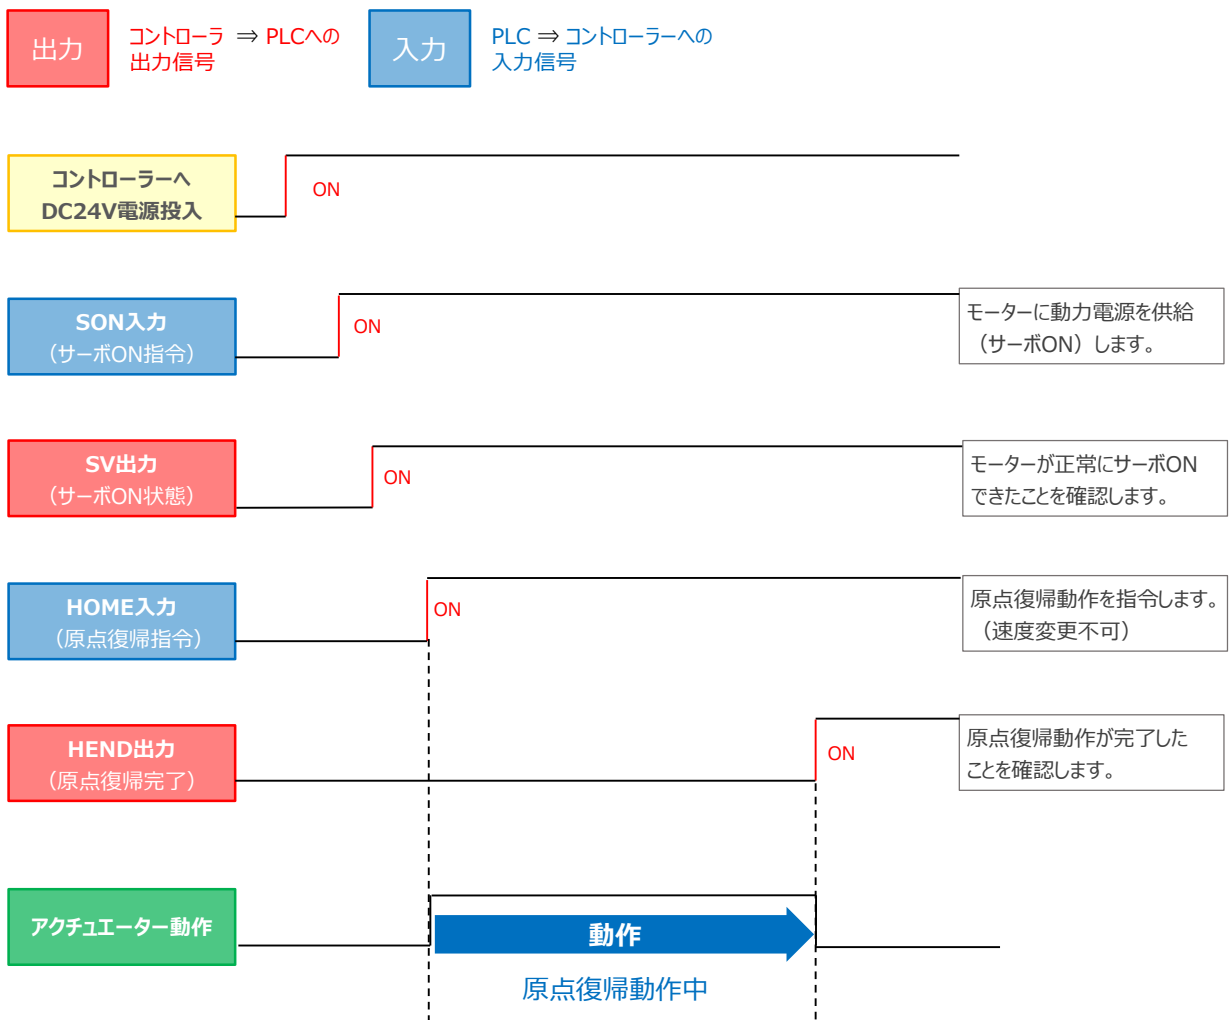 出力
コントローラ ⇒ PLCへの
出力信号
入力
PLC ⇒ コントローラーへの
入力信号
コントローラーへ
DC24V電源投入
ON
SON入力
（サーボON指令）
ON
モーターに動力電源を供給
（サーボON）します。
SV出力
（サーボON状態）
ON
モーターが正常にサーボON
できたことを確認します。
HOME入力
（原点復帰指令）
ON
原点復帰動作を指令します。
（速度変更不可）
HEND出力
（原点復帰完了）
ON
原点復帰動作が完了した
ことを確認します。
アクチュエーター動作
動作
原点復帰動作中